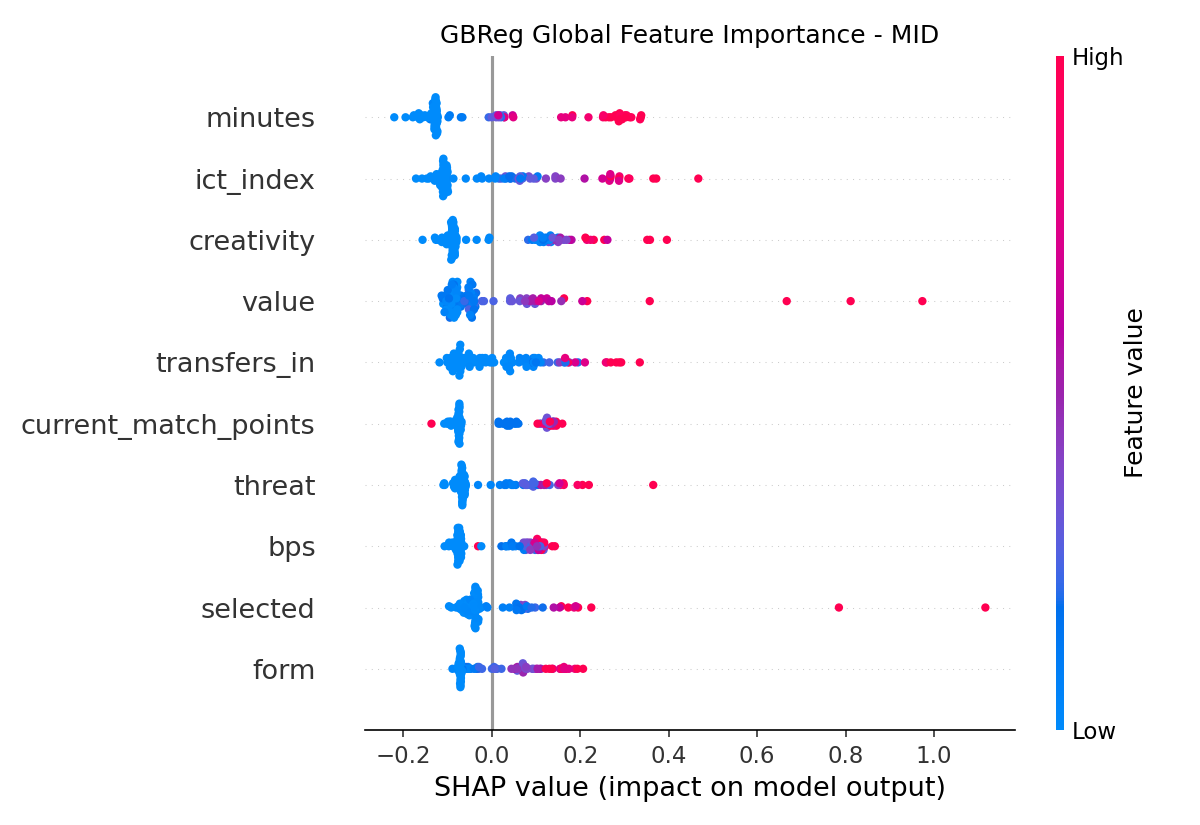 GBReg Global Feature Importance - MID
High
minutes
ict_index
creativity
value
transfers_in
current_match_points
threat
bps
selected
form
Feature value
Low
−0.2 0.0 0.2 0.4 0.6 0.8 1.0
SHAP value (impact on model output)